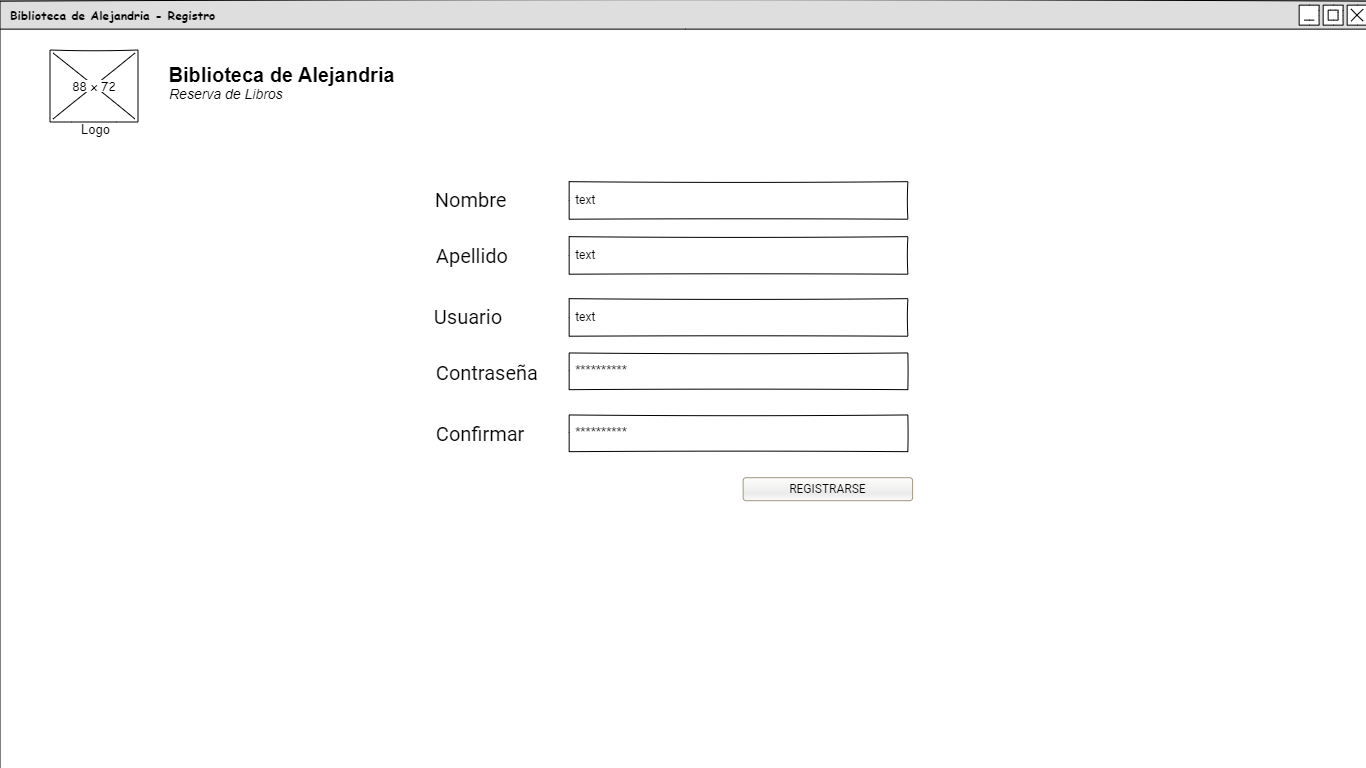 Biblioteca de Alejandria - Registro
88 x 72
Logo
Biblioteca de Alejandria
Reserva de Libros
Nombre
text
Apellido
text
Usuario
text
Contraseña
**********
Confirmar
**********
REGISTRARSE